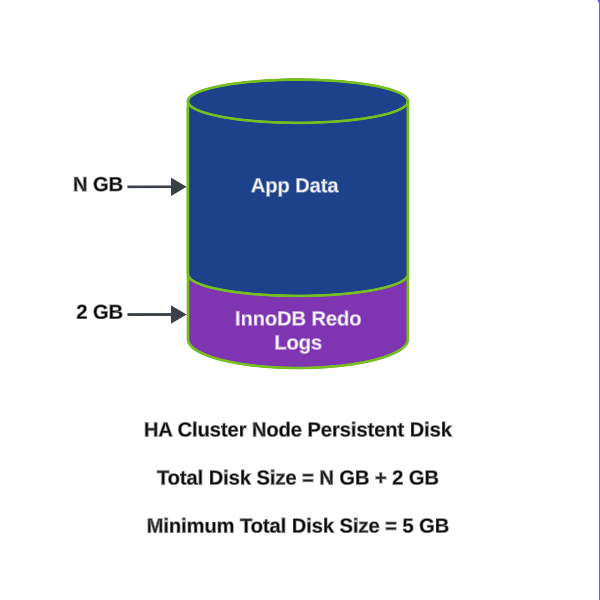 N GB
App Data
2 GB
InnoDB Redo
Logs
HA Cluster Node Persistent Disk
Total Disk Size = N GB + 2 GB
Minimum Total Disk Size = 5 GB